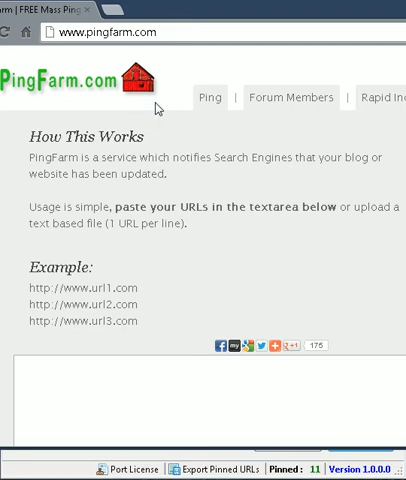 arm | FREE Mass Ping
www.pingfarm.com
PingFarm.com
Ping | Forum Members | Rapid In
How This Works
PingFarm is a service which notifies Search Engines that your blog or
website has been updated.
Usage is simple, paste your URLs in the textarea below or upload a
text based file (1 URL per line).
Example:
http://www.url1.com
http://www.url2.com
http://www.url3.com
my +1 175
Port License Export Pinned URLs Pinned : 11 Version 1.0.0.0